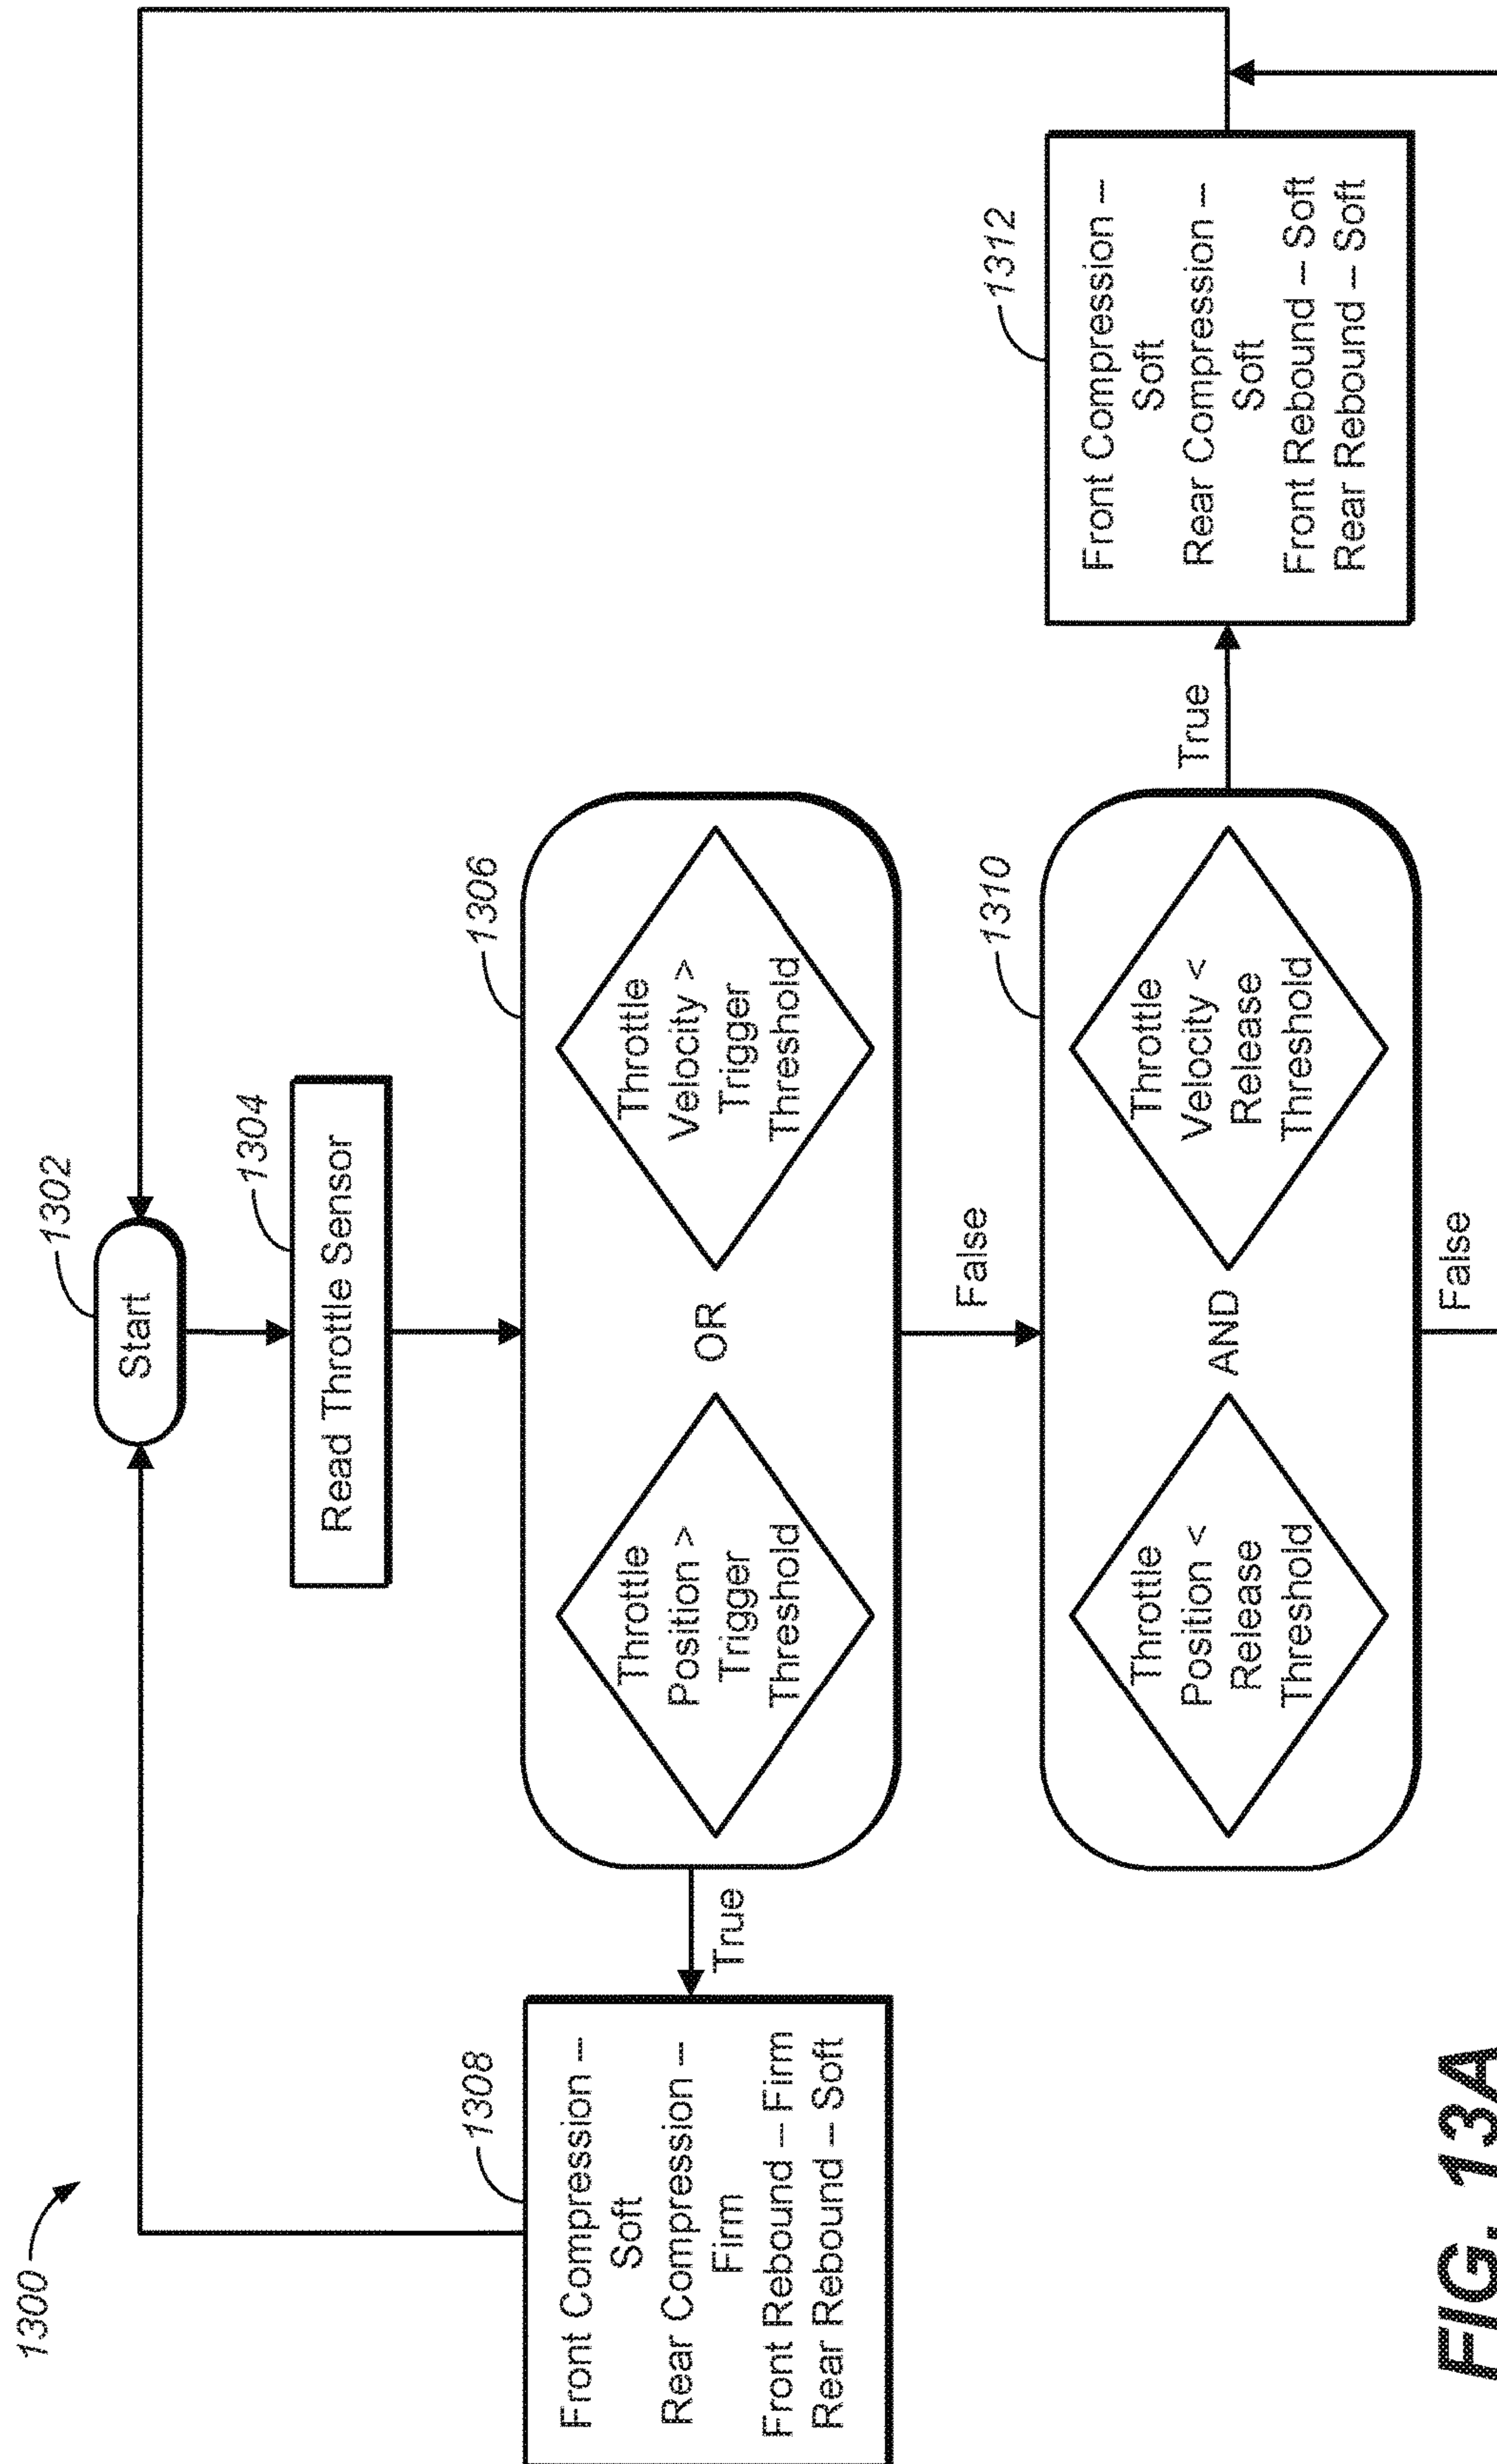 1300
1302
Start
1304
Read Throttle Sensor
1306
Throttle
Position >
Trigger
Threshold
OR
Throttle
Velocity >
Trigger
Threshold
True
1308
Front Compression –
Soft
Rear Compression –
Firm
Front Rebound – Firm
Rear Rebound – Soft
False
1310
Throttle
Position <
Release
Threshold
AND
Throttle
Velocity <
Release
Threshold
True
1312
Front Compression –
Soft
Rear Compression –
Soft
Front Rebound – Soft
Rear Rebound – Soft
False
FIG. 13A